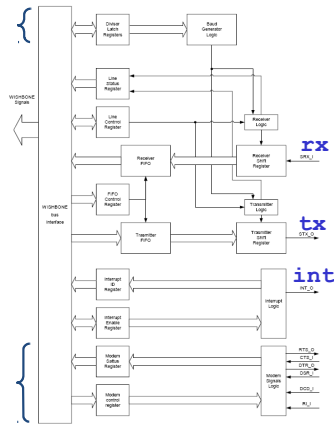 Divisor
Latch
Registers
Baud
Generator
Logic
WISHBONE
Signals
Line
Status
Register
Line
Control
Register
Receiver
Logic
rx
Receiver
FIFO
Receiver
Shift
Register
SRX_I
WISHBONE
bus
interface
FIFO
Control
Register
Transmitter
Logic
tx
Transmitter
FIFO
Transmitter
Shift
Register
STX_O
Interrupt
ID
Register
int
INT_O
Interrupt
Logic
Interrupt
Enable
Register
Modem
Status
Register
RTS_O
CTS_I
DTR_O
DSR_I
Modem
Signals
Logic
DCD_I
RI_I
Modem
control
register